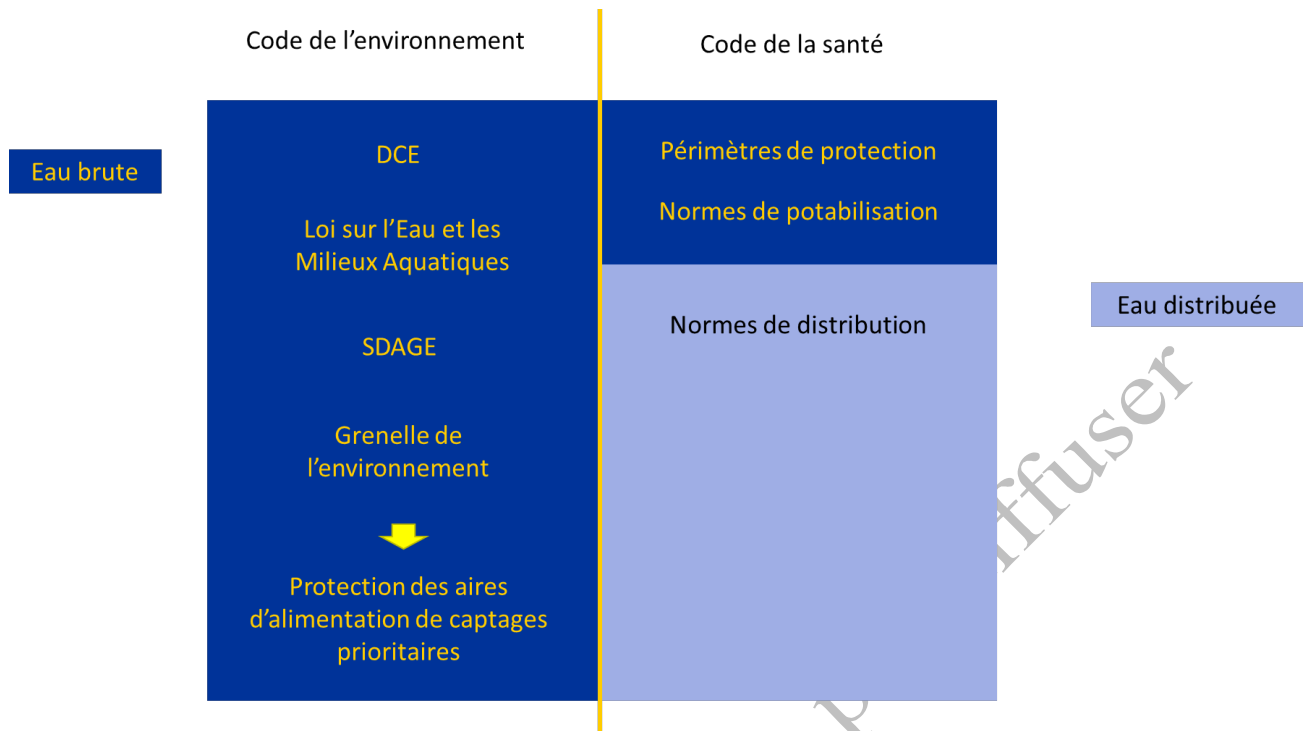 Code de l’environnement
Code de la santé
Eau brute
DCE
Loi sur l’Eau et les
Milieux Aquatiques
SDAGE
Grenelle de
l’environnement
Protection des aires
d’alimentation de captages
prioritaires
Périmètres de protection
Normes de potabilisation
Normes de distribution
Eau distribuée